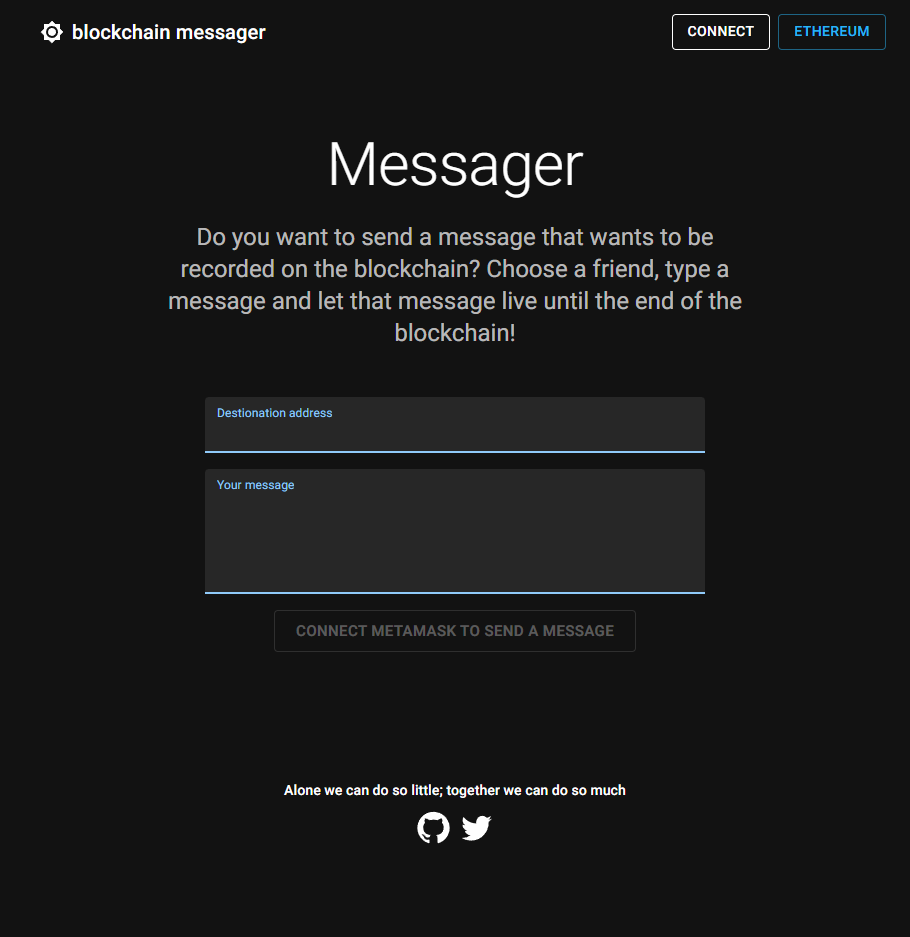 blockchain messager
CONNECT
ETHEREUM
Messager
Do you want to send a message that wants to be
recorded on the blockchain? Choose a friend, type a
message and let that message live until the end of the
blockchain!
Destionation address
Your message
CONNECT METAMASK TO SEND A MESSAGE
Alone we can do so little; together we can do so much